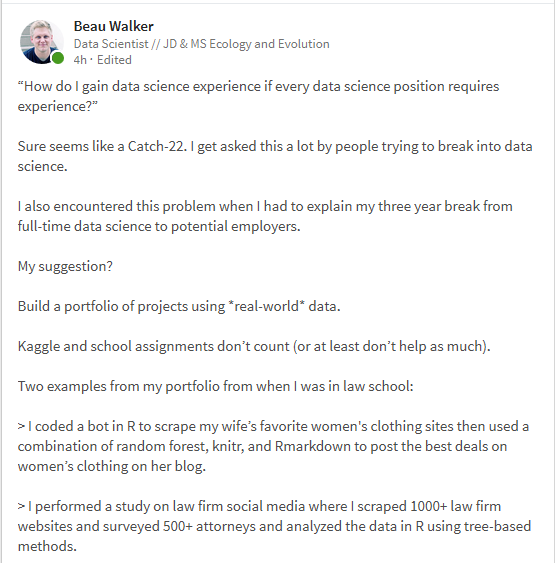 Beau Walker
Data Scientist // JD & MS Ecology and Evolution
4h · Edited
“How do I gain data science experience if every data science position requires
experience?”
Sure seems like a Catch-22. I get asked this a lot by people trying to break into data
science.
I also encountered this problem when I had to explain my three year break from
full-time data science to potential employers.
My suggestion?
Build a portfolio of projects using *real-world* data.
Kaggle and school assignments don’t count (or at least don’t help as much).
Two examples from my portfolio from when I was in law school:
> I coded a bot in R to scrape my wife’s favorite women's clothing sites then used a
combination of random forest, knitr, and Rmarkdown to post the best deals on
women’s clothing on her blog.
> I performed a study on law firm social media where I scraped 1000+ law firm
websites and surveyed 500+ attorneys and analyzed the data in R using tree-based
methods.